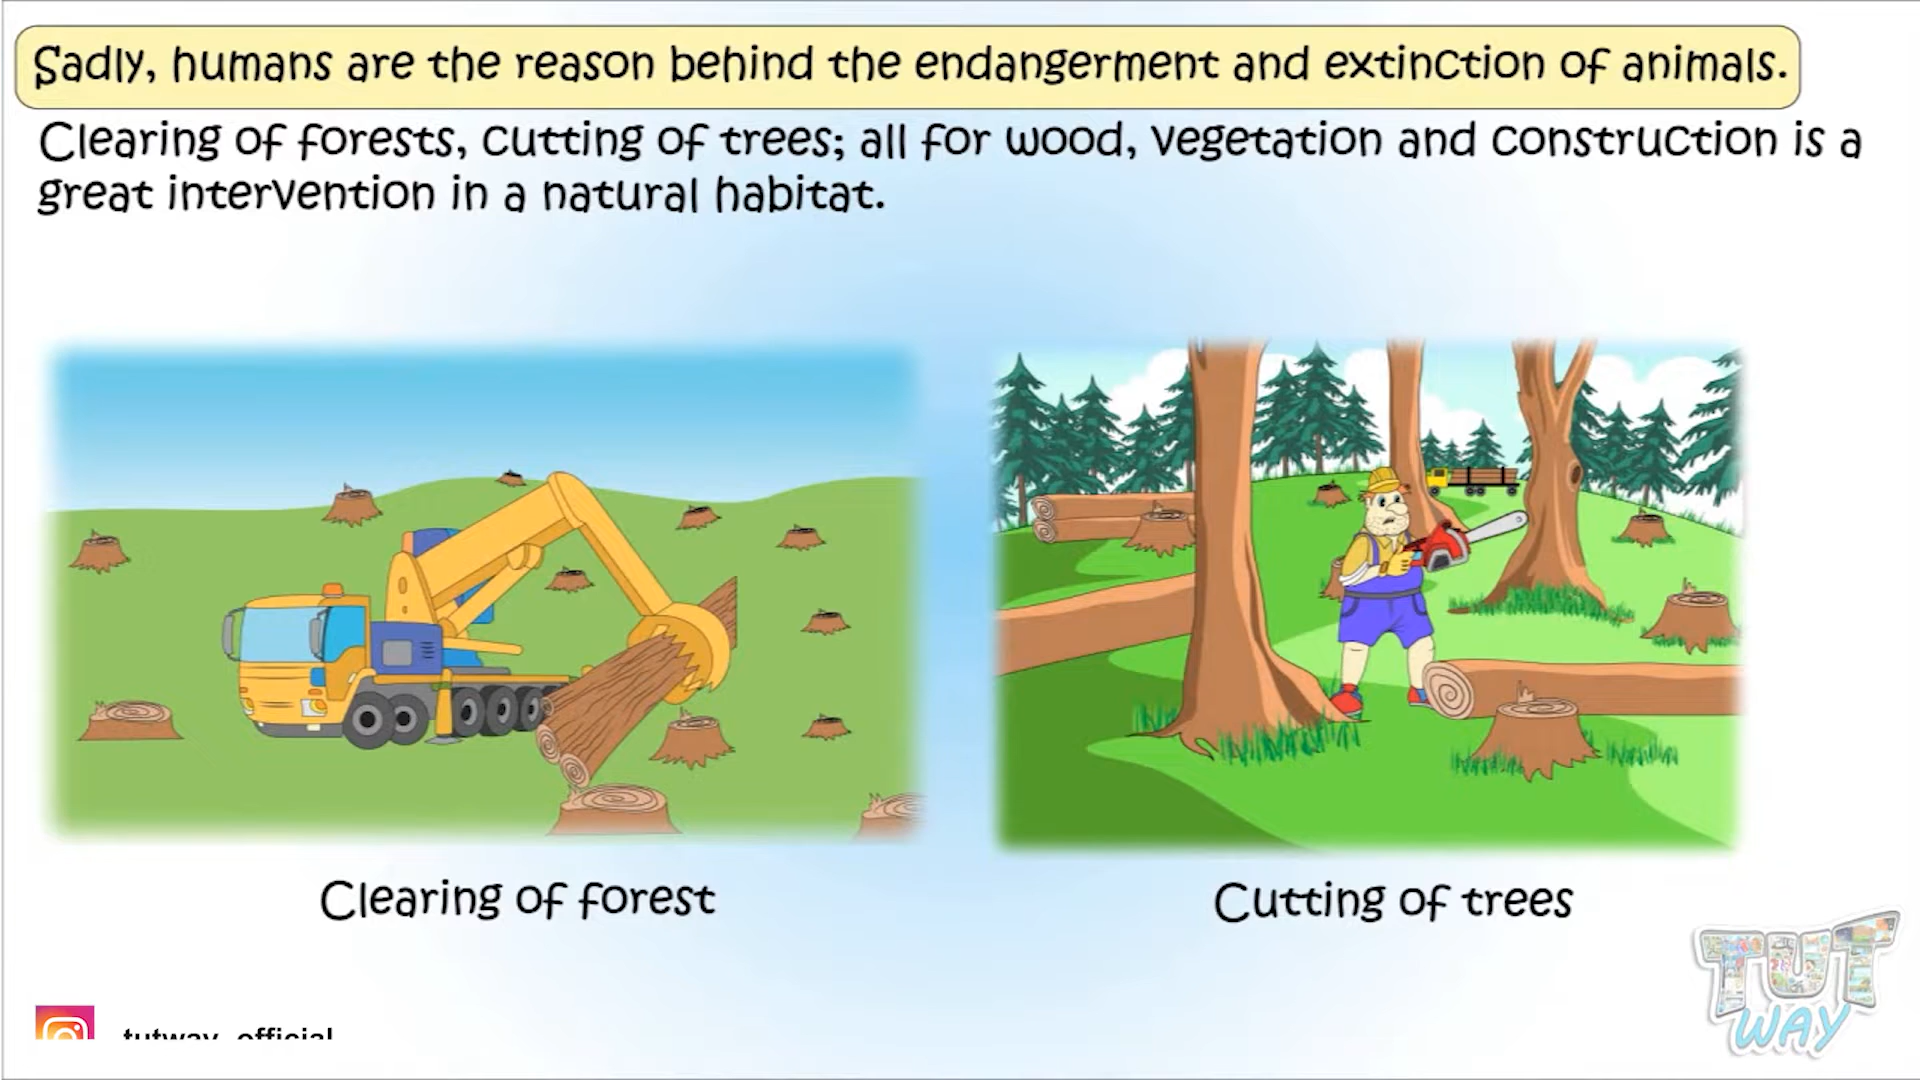 Sadly, humans are the reason behind the endangerment and extinction of animals.
Clearing of forests, cutting of trees; all for wood, vegetation and construction is a
great intervention in a natural habitat.
Clearing of forest
Cutting of trees
TUT
WAY
tutway_official